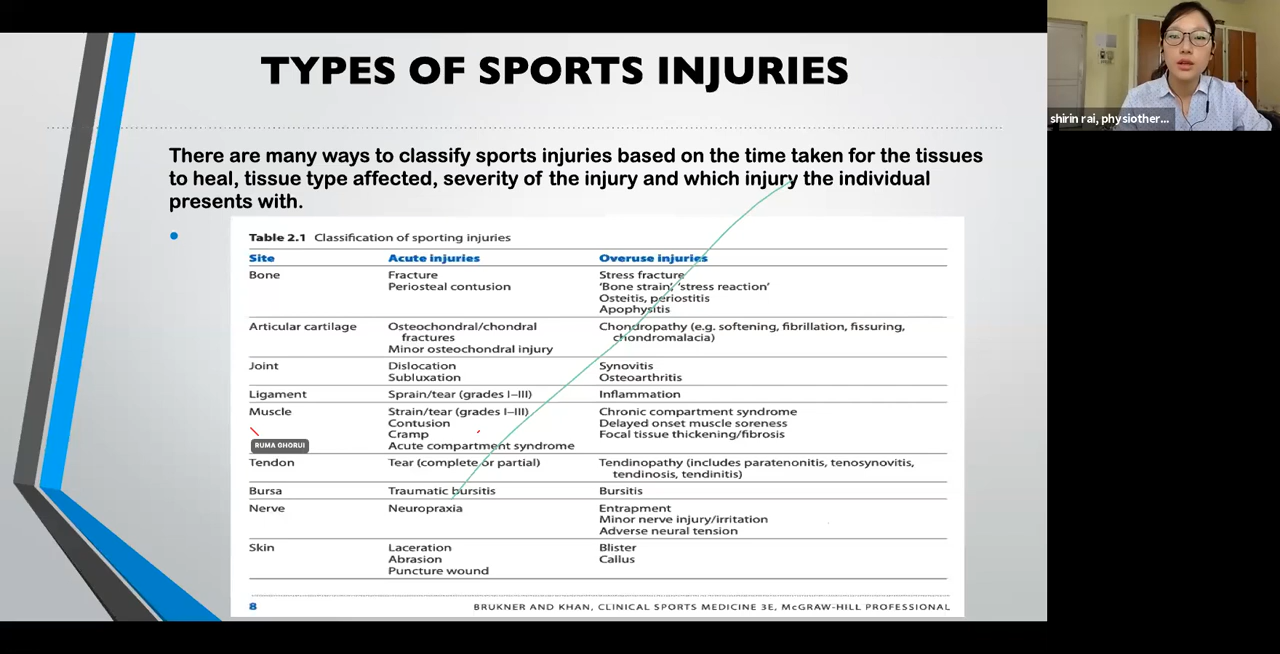 TYPES OF SPORTS INJURIES
shirin rai, physiother...
There are many ways to classify sports injuries based on the time taken for the tissues
to heal, tissue type affected, severity of the injury and which injury the individual
presents with.
Table 2.1 Classification of sporting injuries
Site Acute injuries Overuse injuries
Bone Fracture Stress fracture
Periosteal contusion 'Bone strain', 'stress reaction'
Osteitis, periostitis
Apophysitis
Articular cartilage Osteochondral/chondral Chondropathy (e.g. softening, fibrillation, fissuring,
fractures chondromalacia)
Minor osteochondral injury
Joint Dislocation Synovitis
Subluxation Osteoarthritis
Ligament Sprain/tear (grades I–III) Inflammation
Muscle Strain/tear (grades I–III) Chronic compartment syndrome
Contusion Delayed onset muscle soreness
Cramp Focal tissue thickening/fibrosis
RUMA GHORUI Acute compartment syndrome
Tendon Tear (complete or partial) Tendinopathy (includes paratenonitis, tenosynovitis,
tendinosis, tendinitis)
Bursa Traumatic bursitis Bursitis
Nerve Neuropraxia Entrapment
Minor nerve injury/irritation
Adverse neural tension
Skin Laceration Blister
Abrasion Callus
Puncture wound
8 BRUKNER AND KHAN, CLINICAL SPORTS MEDICINE 3E, McGRAW-HILL PROFESSIONAL